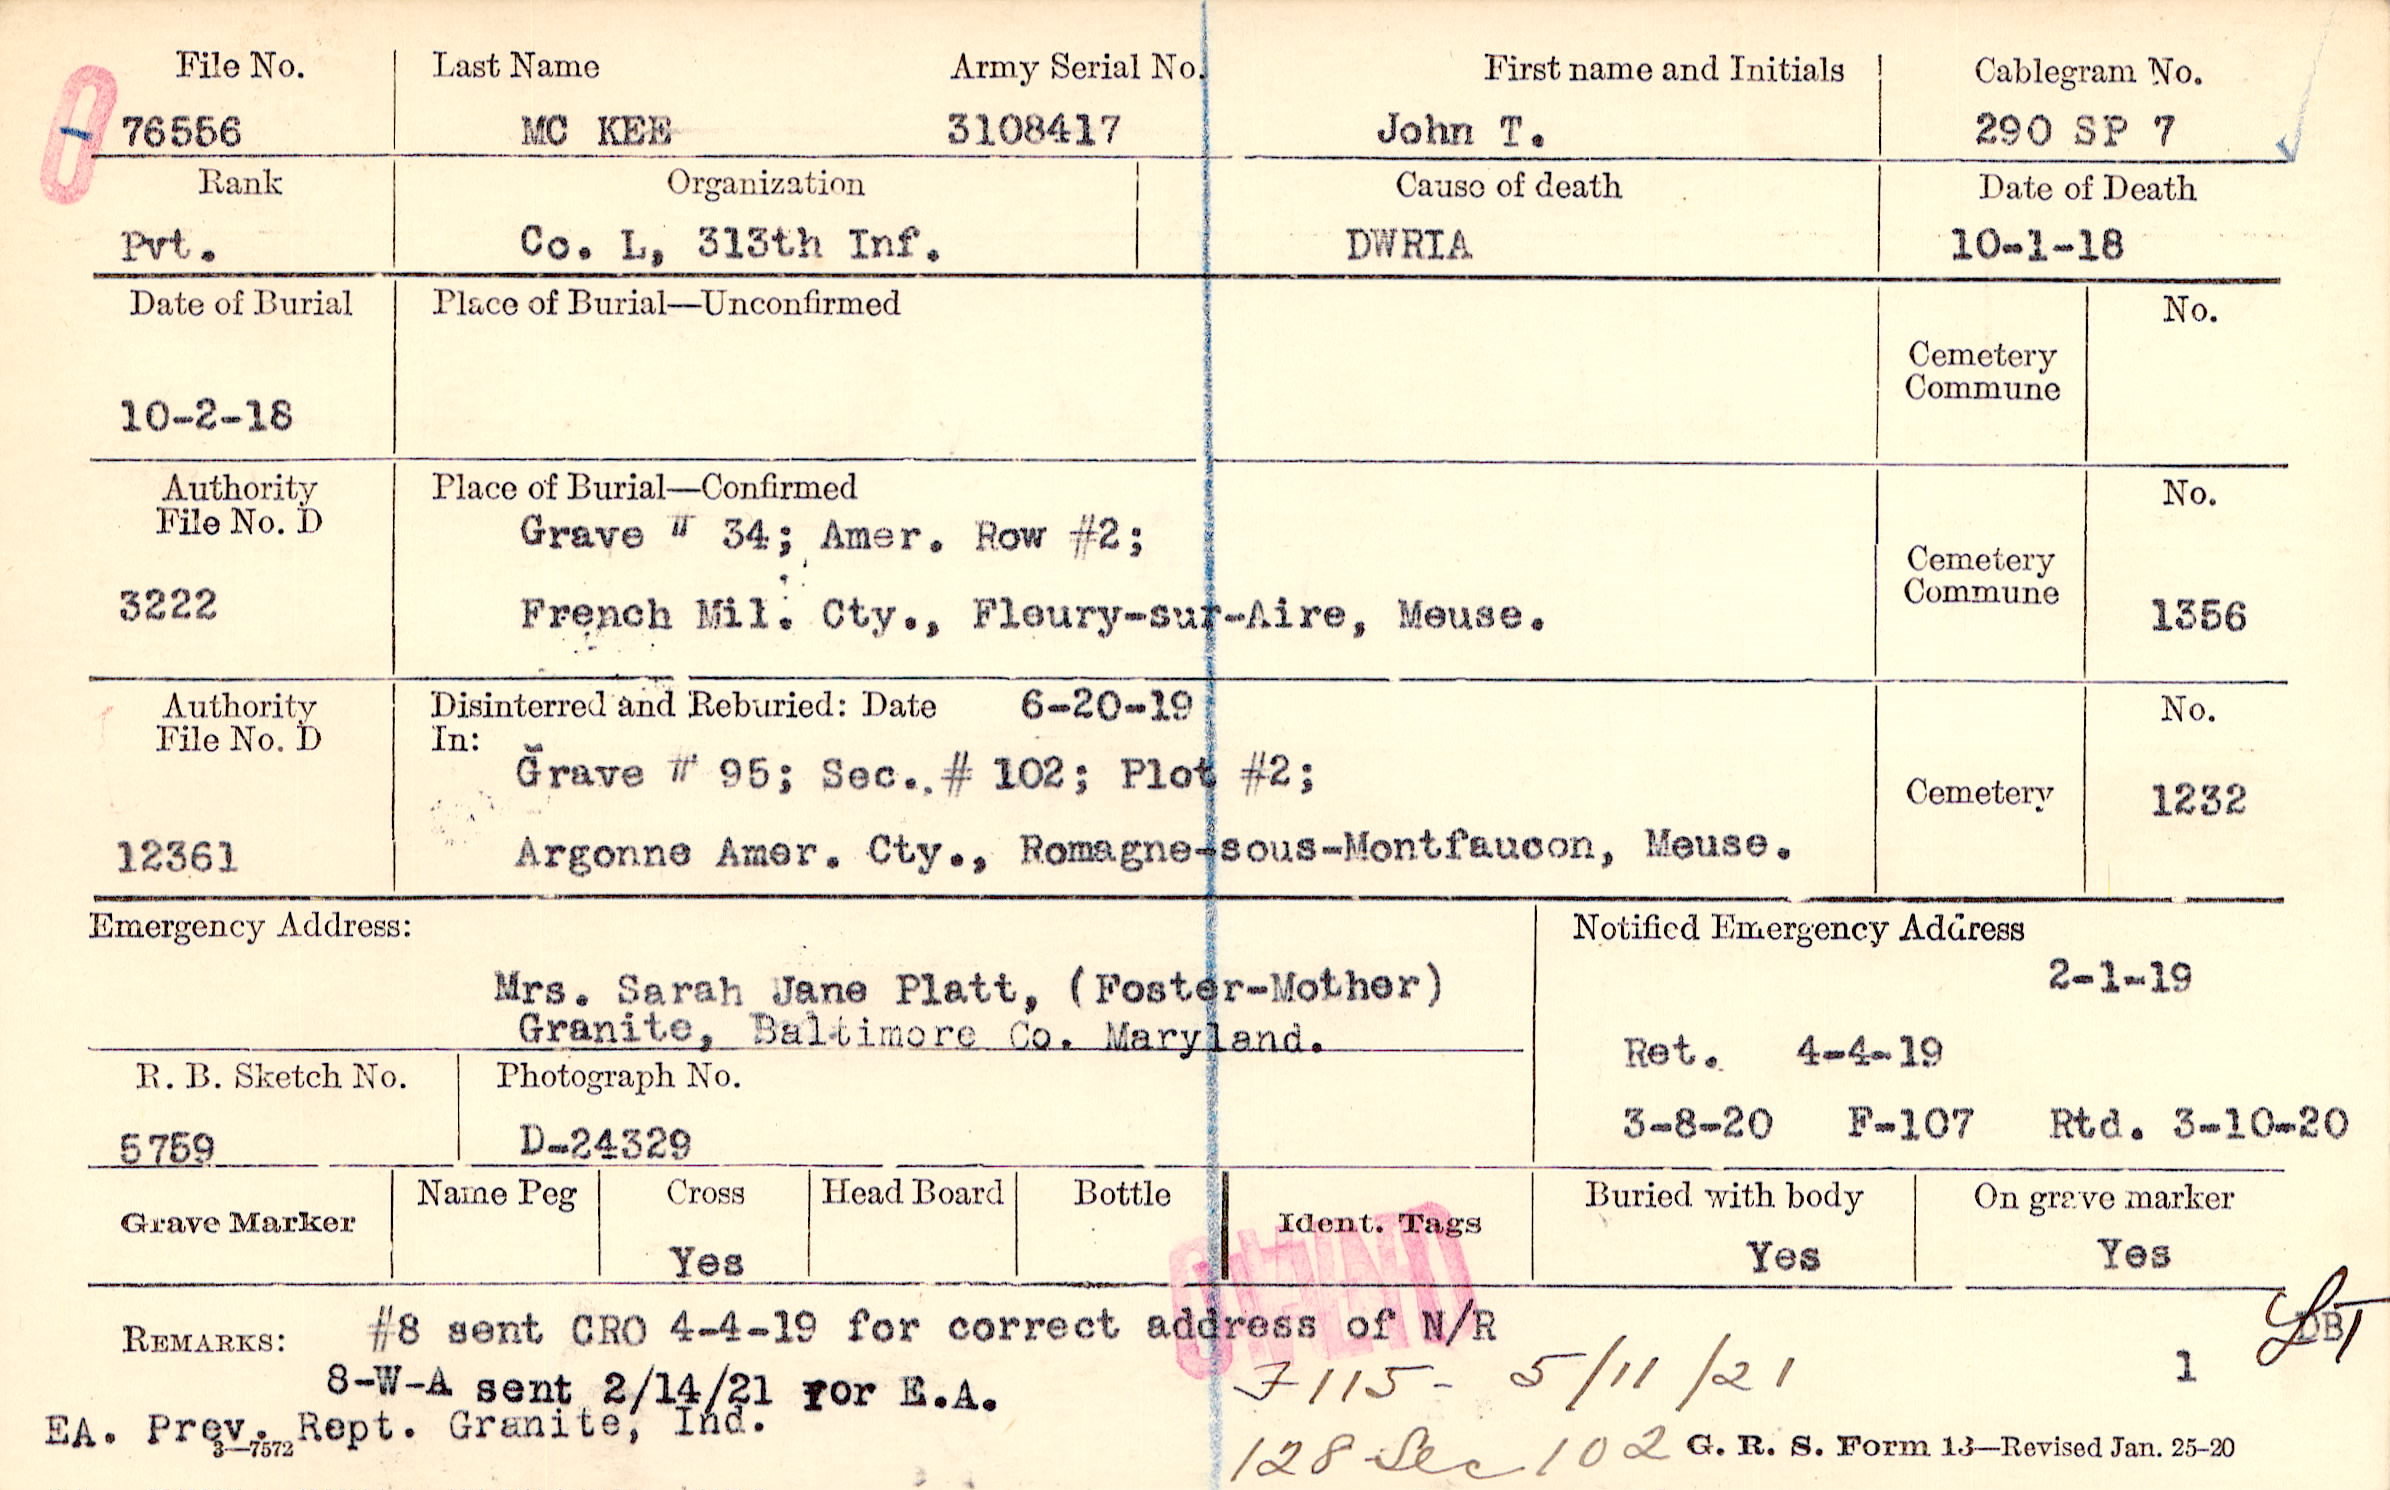 File No. Last Name Army Serial No. First name and Initials Cablegram No.
76556 MC KEE 3108417 John T. 290 SP 7
Rank Organization Cause of death Date of Death
Pvt. Co. L, 313th Inf. DWRIA 10-1-18
Date of Burial Place of Burial—Unconfirmed No.
Cemetery
Commune
10-2-18
Authority Place of Burial—Confirmed No.
File No. D
Grave # 34; Amer. Row #2;
Cemetery
Commune
3222 French Mil. Cty., Fleury-sur-Aire, Meuse. 1356
Authority Disinterred and Reburied: Date 6-20-19 No.
File No. D In:
Grave # 95; Sec. # 102; Plot #2;
Cemetery 1232
12361 Argonne Amer. Cty., Romagne-sous-Montfaucon, Meuse.
Emergency Address: Notified Emergency Address
2-1-19
Mrs. Sarah Jane Platt, (Foster-Mother)
Granite, Baltimore Co. Maryland.
Ret. 4-4-19
R. B. Sketch No. Photograph No.
5759 D-24329 3-8-20 F-107 Rtd. 3-10-20
Grave Marker Name Peg Cross Head Board Bottle Ident. Tags Buried with body On grave marker
Yes Yes Yes
REMARKS: #8 sent CRO 4-4-19 for correct address of N/R
8-W-A sent 2/14/21 for E.A. 7115- 5/11/21 1
EA. Prev. Rept. Granite, Ind.
3—7572
128 Sec 102 G. R. S. Form 13—Revised Jan. 25-20